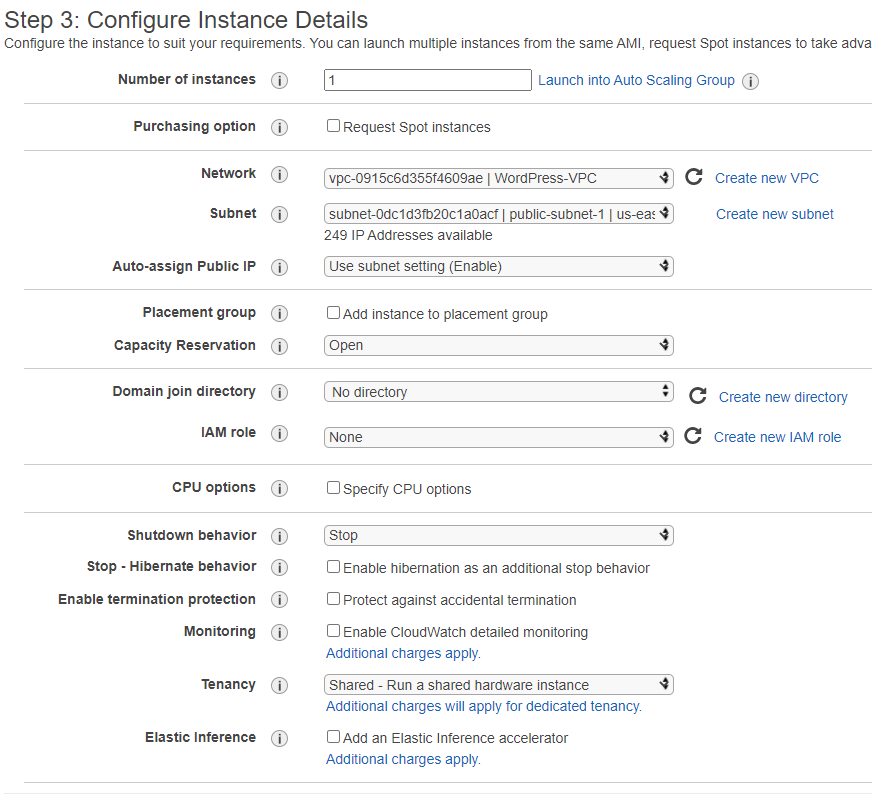 Step 3: Configure Instance Details
Configure the instance to suit your requirements. You can launch multiple instances from the same AMI, request Spot instances to take adva
Number of instances i 1 Launch into Auto Scaling Group i
Purchasing option i Request Spot instances
Network i vpc-0915c6d355f4609ae | WordPress-VPC Create new VPC
Subnet i subnet-0dc1d3fb20c1a0acf | public-subnet-1 | us-eas Create new subnet
249 IP Addresses available
Auto-assign Public IP i Use subnet setting (Enable)
Placement group i Add instance to placement group
Capacity Reservation i Open
Domain join directory i No directory Create new directory
IAM role i None Create new IAM role
CPU options i Specify CPU options
Shutdown behavior i Stop
Stop - Hibernate behavior i Enable hibernation as an additional stop behavior
Enable termination protection i Protect against accidental termination
Monitoring i Enable CloudWatch detailed monitoring
Additional charges apply.
Tenancy i Shared - Run a shared hardware instance
Additional charges will apply for dedicated tenancy.
Elastic Inference i Add an Elastic Inference accelerator
Additional charges apply.